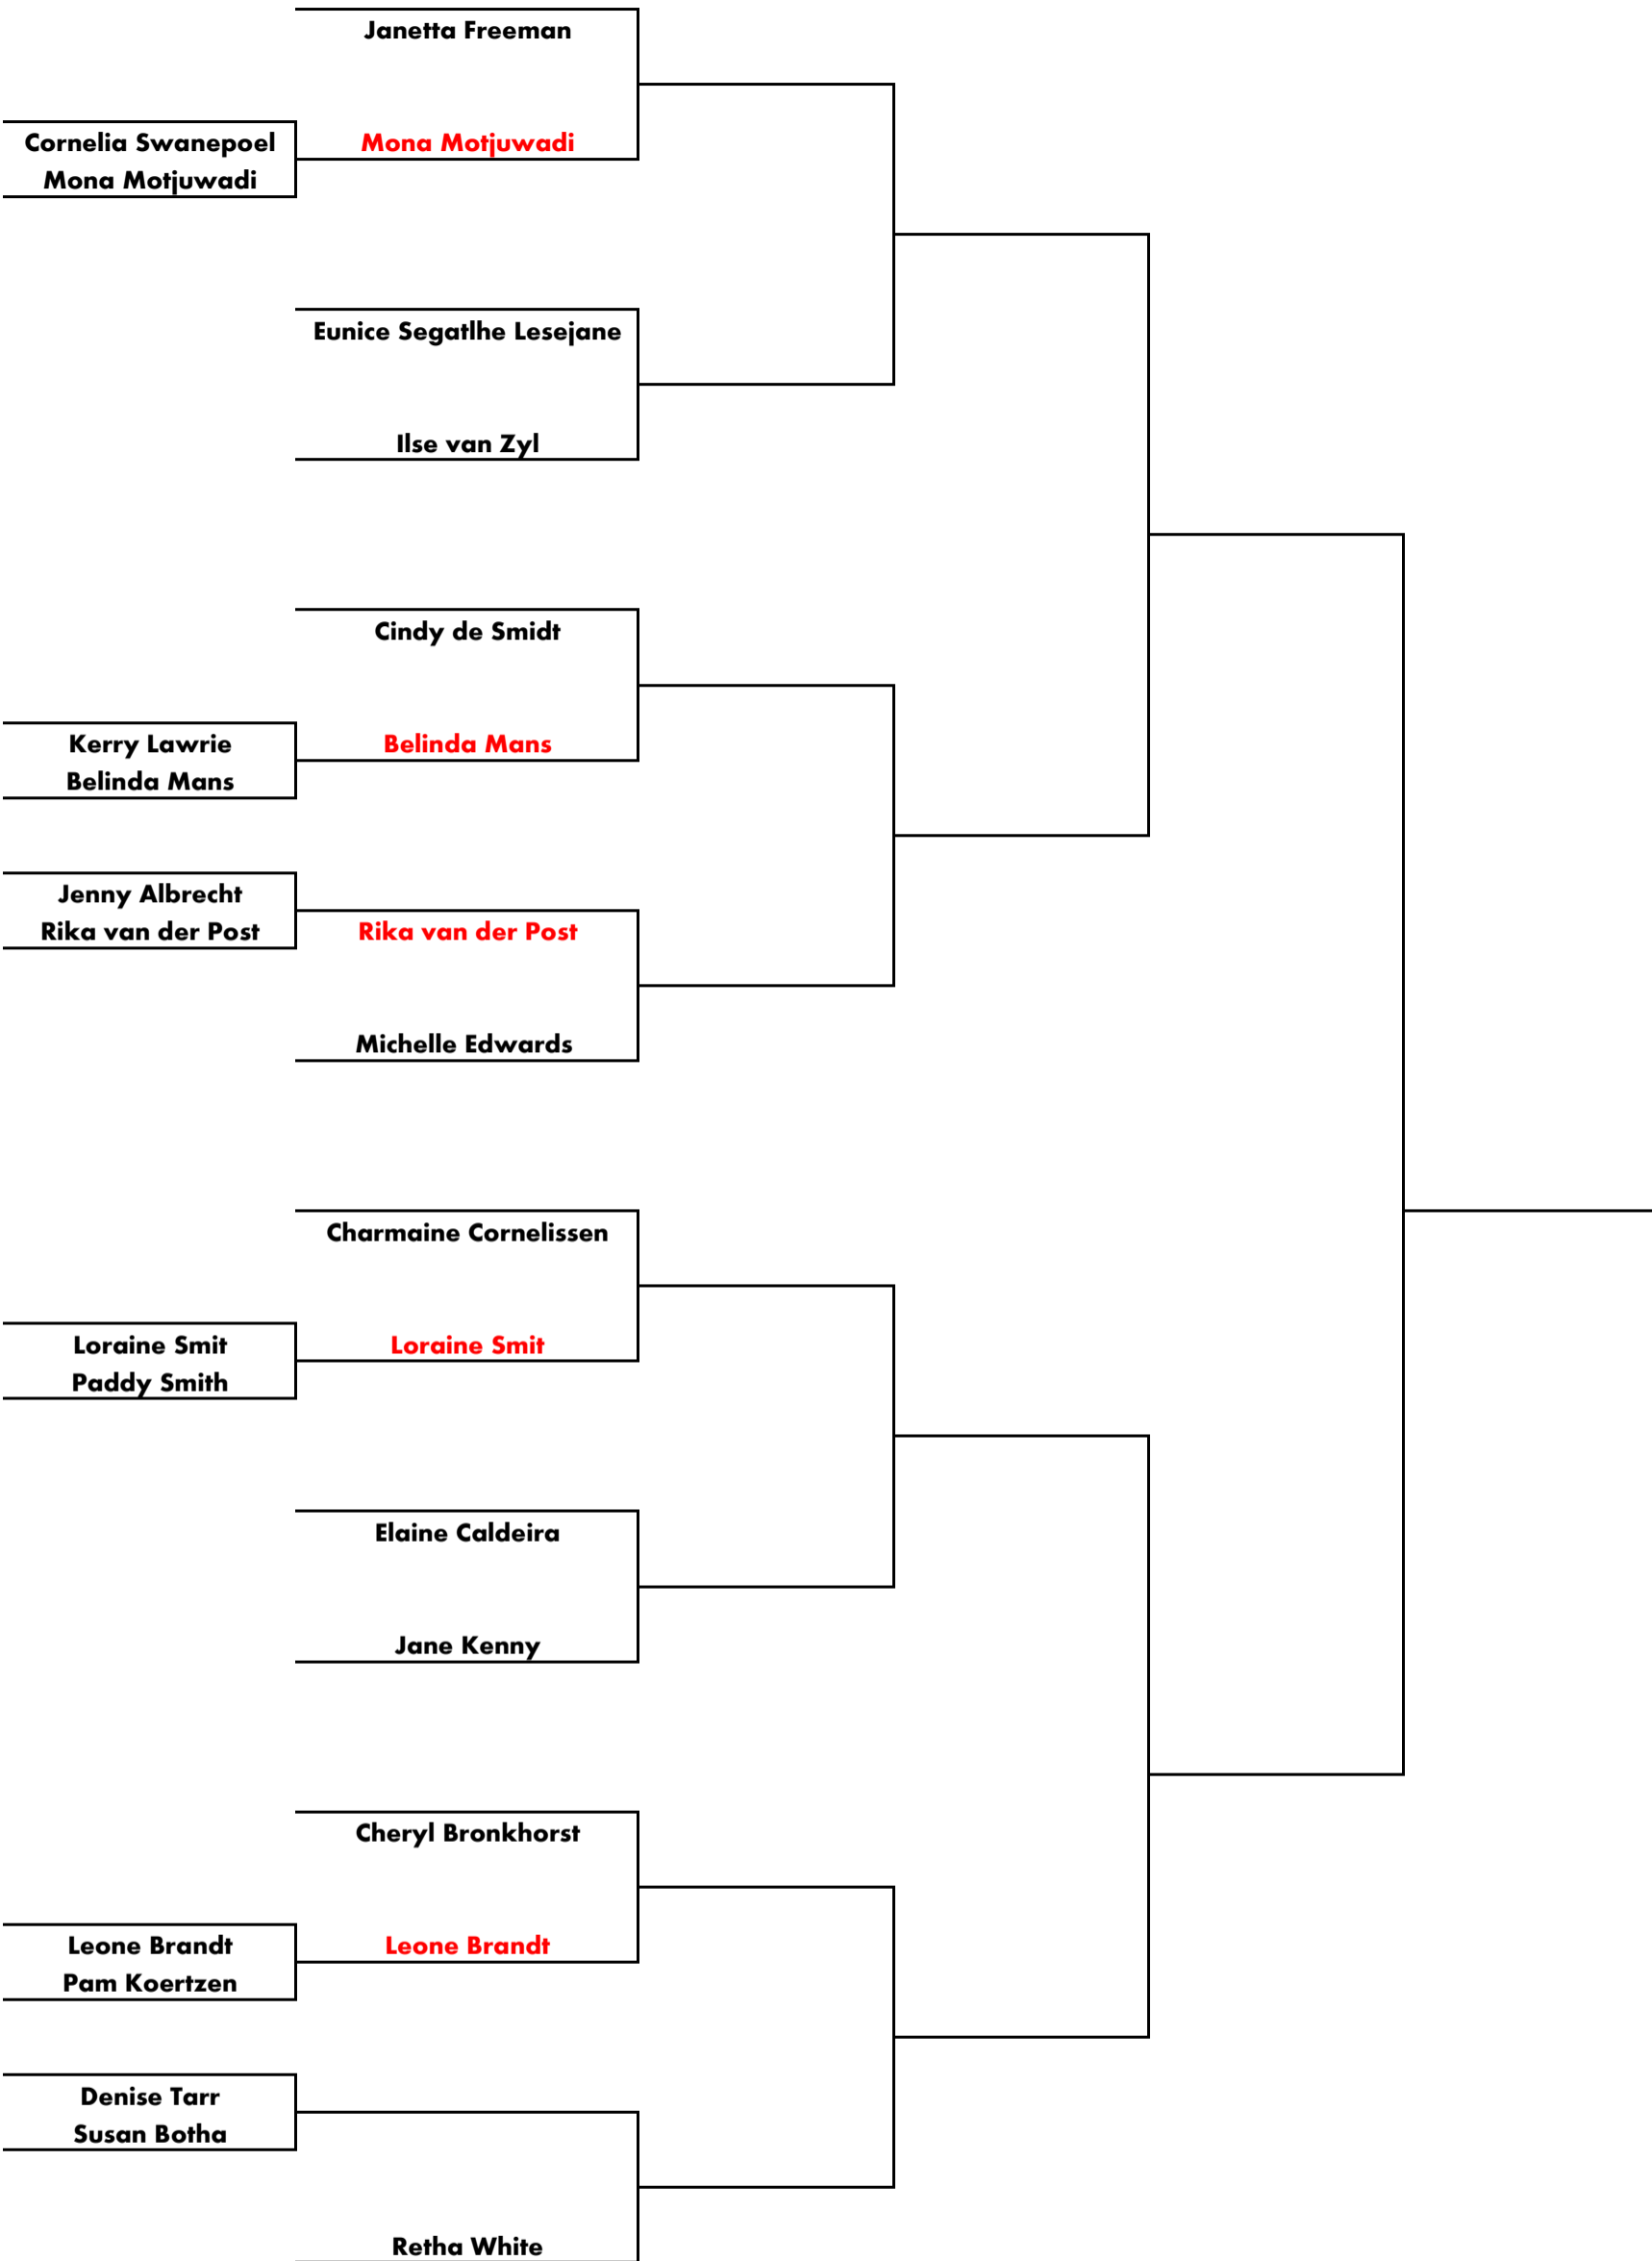 Janetta Freeman
Cornelia Swanepoel
Mona Motjuwadi
Mona Motjuwadi
Eunice Segatlhe Lesejane
Ilse van Zyl
Cindy de Smidt
Kerry Lawrie
Belinda Mans
Belinda Mans
Jenny Albrecht
Rika van der Post
Rika van der Post
Michelle Edwards
Charmaine Cornelissen
Loraine Smit
Loraine Smit
Paddy Smith
Elaine Caldeira
Jane Kenny
Cheryl Bronkhorst
Leone Brandt
Leone Brandt
Pam Koertzen
Denise Tarr
Susan Botha
Retha White